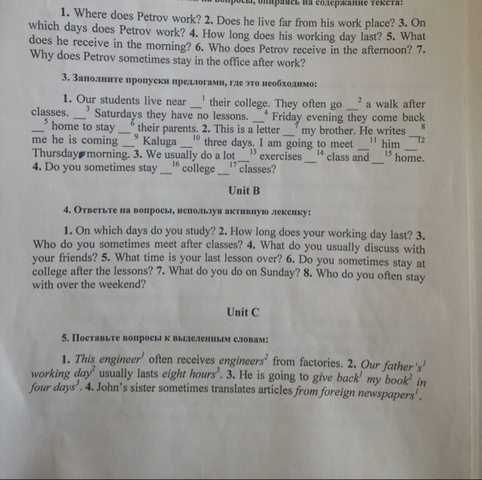 вопросы, опираясь на содержание текста:
1. Where does Petrov work? 2. Does he live far from his work place? 3. On
which days does Petrov work? 4. How long does his working day last? 5. What
does he receive in the morning? 6. Who does Petrov receive in the afternoon? 7.
Why does Petrov sometimes stay in the office after work?
3. Заполните пропуски предлогами, где это необходимо:
1. Our students live near __¹ their college. They often go __² a walk after
classes. __³ Saturdays they have no lessons. __⁴ Friday evening they come back
__⁵ home to stay __⁶ their parents. 2. This is a letter __⁷ my brother. He writes __⁸
me he is coming __⁹ Kaluga __¹⁰ three days. I am going to meet __¹¹ him __¹²
Thursday morning. 3. We usually do a lot __¹³ exercises __¹⁴ class and __¹⁵ home.
4. Do you sometimes stay __¹⁶ college __¹⁷ classes?
Unit B
4. Ответьте на вопросы, используя активную лексику:
1. On which days do you study? 2. How long does your working day last? 3.
Who do you sometimes meet after classes? 4. What do you usually discuss with
your friends? 5. What time is your last lesson over? 6. Do you sometimes stay at
college after the lessons? 7. What do you do on Sunday? 8. Who do you often stay
with over the weekend?
Unit C
5. Поставьте вопросы к выделенным словам:
1. This engineer¹ often receives engineers² from factories. 2. Our father's¹
working day² usually lasts eight hours³. 3. He is going to give back¹ my book² in
four days³. 4. John's sister sometimes translates articles from foreign newspapers¹.